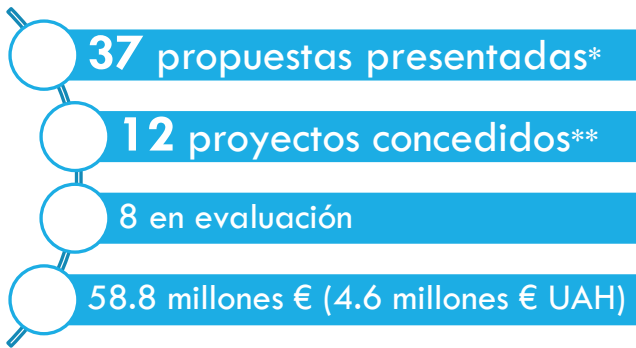 37 propuestas presentadas*
12 proyectos concedidos**
8 en evaluación
58.8 millones € (4.6 millones € UAH)